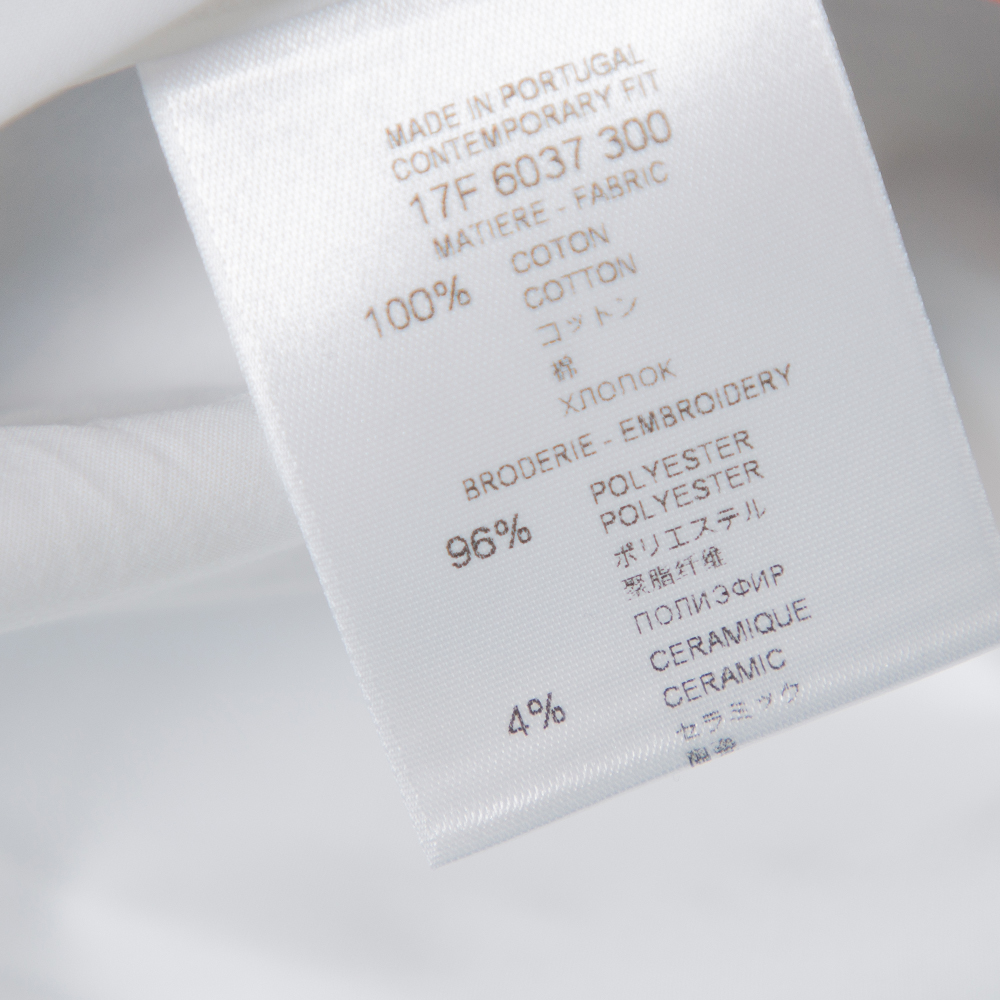 MADE IN PORTUGAL
CONTEMPORARY FIT
17F 6037 300
MATIERE - FABRIC
100% COTON
COTTON
コットン
ХЛОПОК
BRODERIE - EMBROIDERY
96% POLYESTER
POLYESTER
ポリエステル
聚脂纤维
ПОЛИЭФИР
4% CERAMIQUE
CERAMIC
セラミック